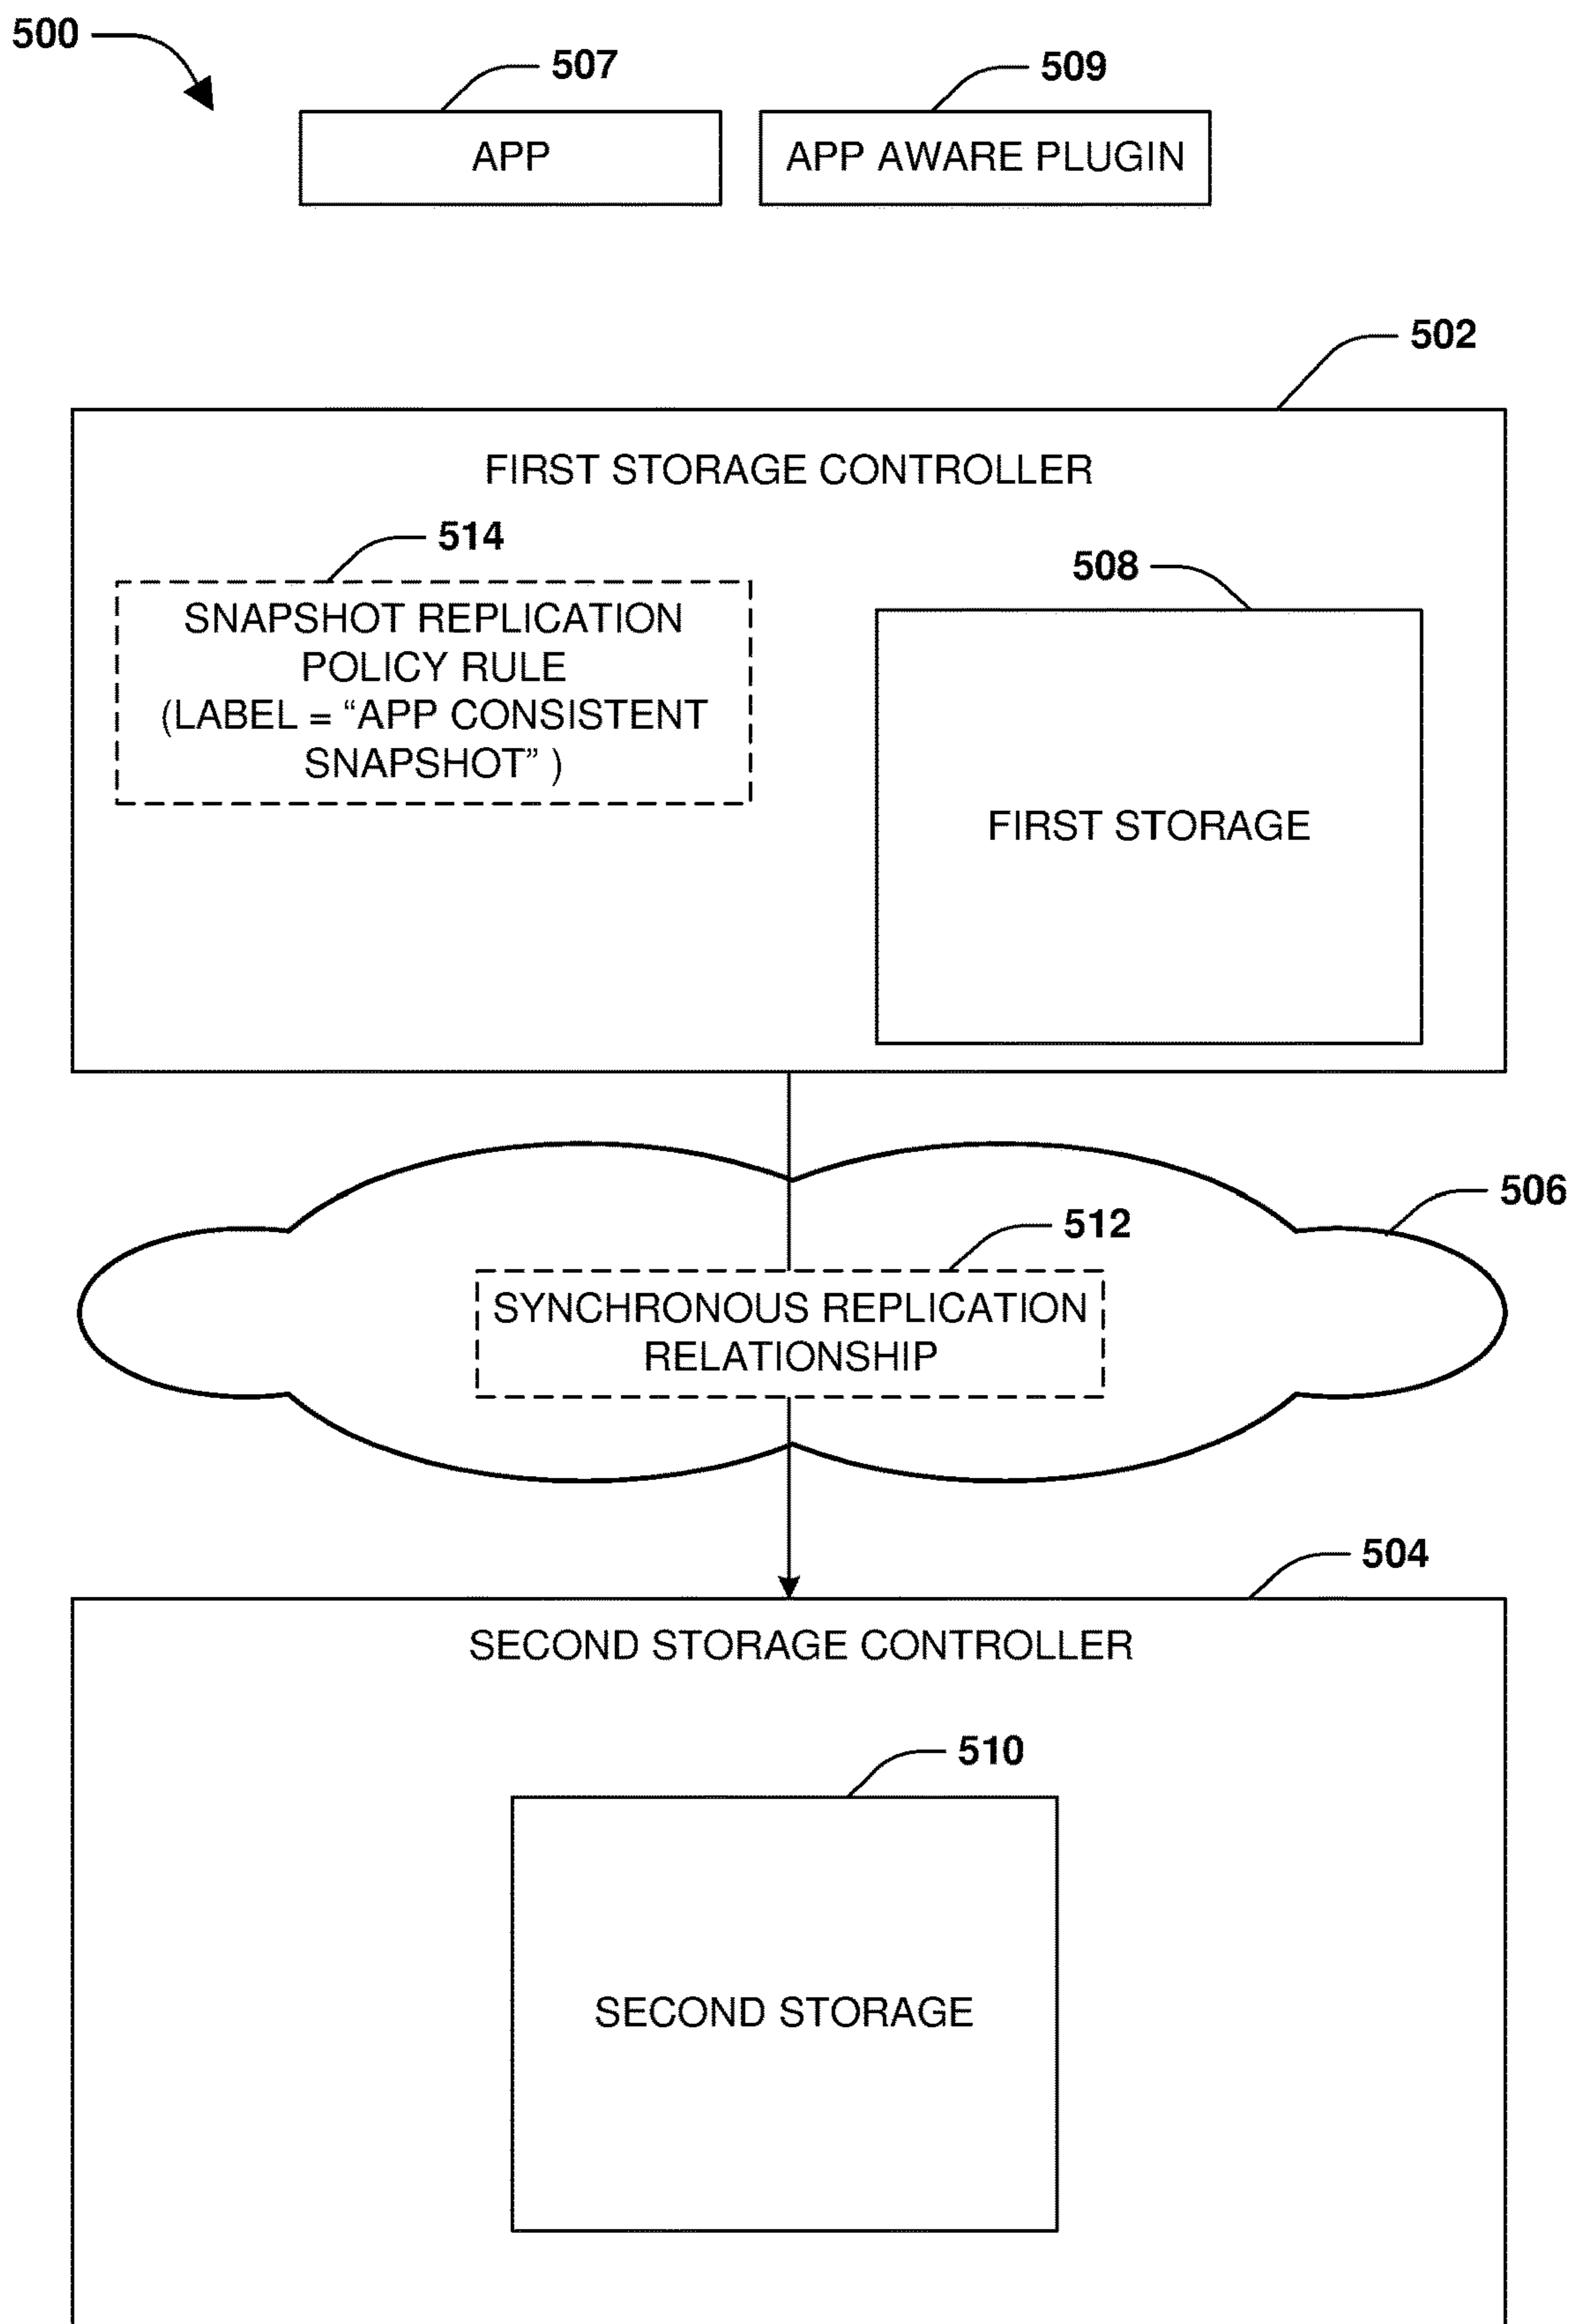 500
507
509
APP
APP AWARE PLUGIN
502
FIRST STORAGE CONTROLLER
514
508
SNAPSHOT REPLICATION
POLICY RULE
(LABEL = “APP CONSISTENT
SNAPSHOT” )
FIRST STORAGE
506
512
SYNCHRONOUS REPLICATION
RELATIONSHIP
504
SECOND STORAGE CONTROLLER
510
SECOND STORAGE